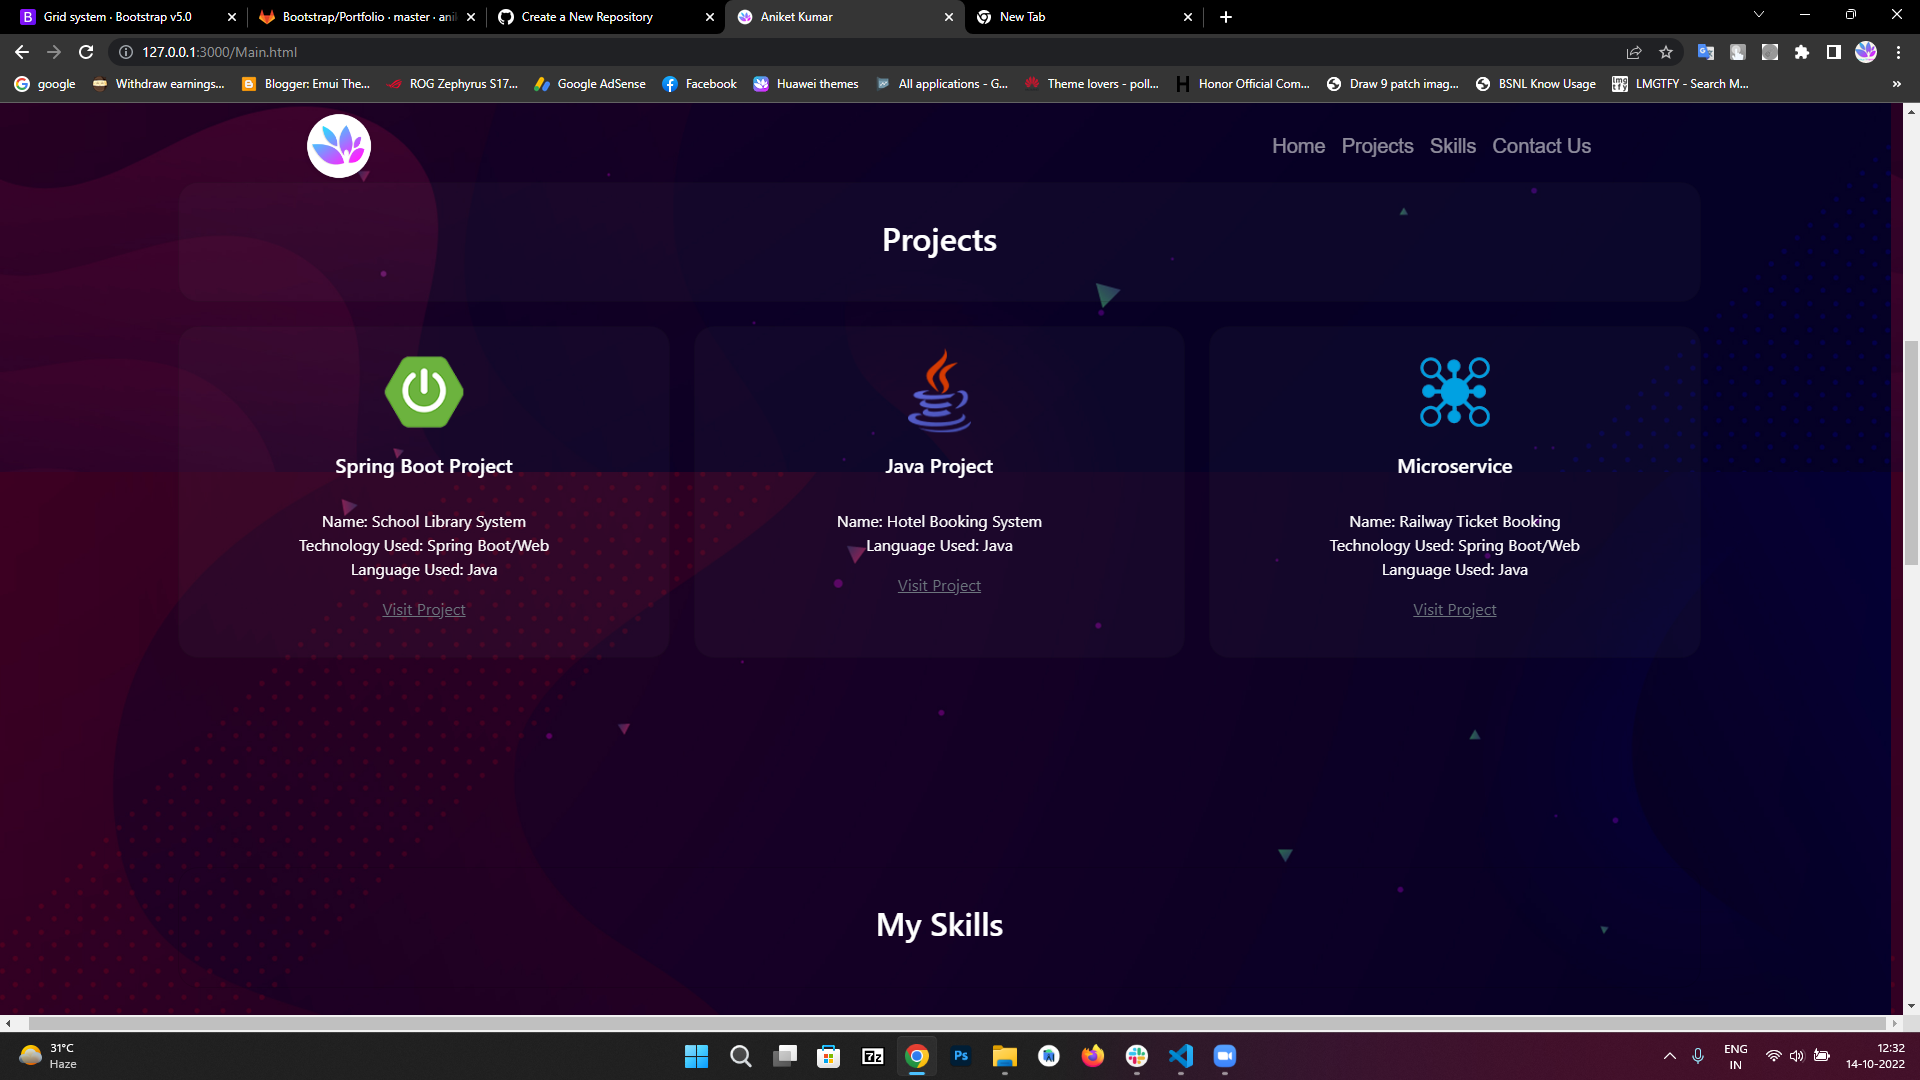 Grid system · Bootstrap v5.0
Bootstrap/Portfolio · master · ani
Create a New Repository
Aniket Kumar
New Tab
127.0.0.1:3000/Main.html
google
Withdraw earnings...
Blogger: Emui The...
ROG Zephyrus S17...
Google AdSense
Facebook
Huawei themes
All applications - G...
Theme lovers - poll...
Honor Official Com...
Draw 9 patch imag...
BSNL Know Usage
LMGTFY - Search M...
Home
Projects
Skills
Contact Us
Projects
Spring Boot Project
Name: School Library System
Technology Used: Spring Boot/Web
Language Used: Java
Visit Project
Java Project
Name: Hotel Booking System
Language Used: Java
Visit Project
Microservice
Name: Railway Ticket Booking
Technology Used: Spring Boot/Web
Language Used: Java
Visit Project
My Skills
31°C
Haze
7z
Ps
ENG
IN
12:32
14-10-2022